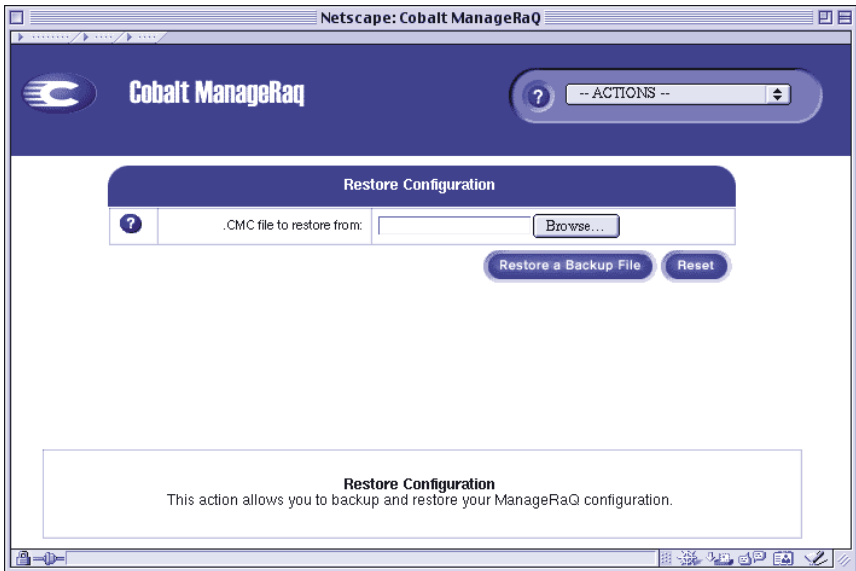 Netscape: Cobalt ManageRaQ
Cobalt ManageRaq
?
-- ACTIONS --
Restore Configuration
?
.CMC file to restore from:
Browse...
Restore a Backup File
Reset
Restore Configuration
This action allows you to backup and restore your ManageRaQ configuration.